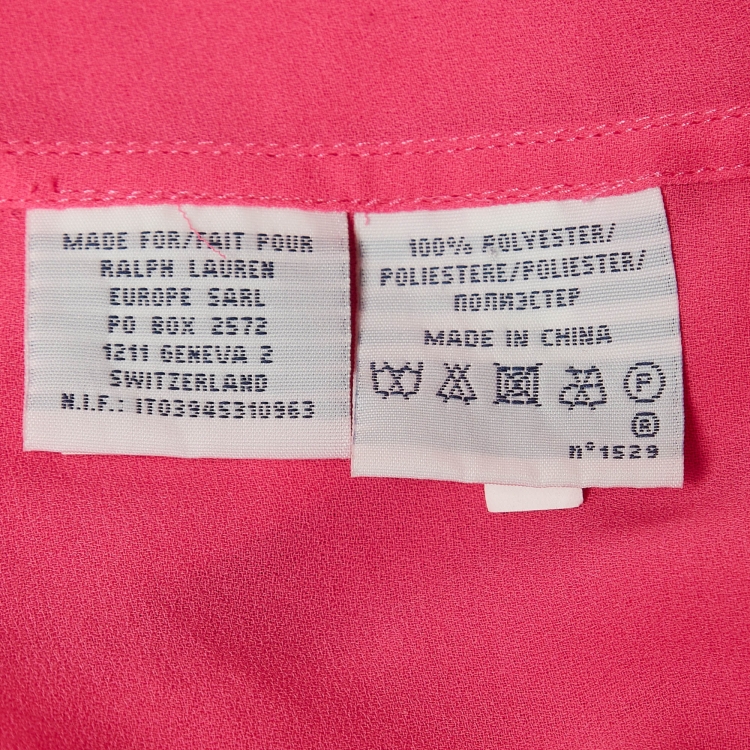 MADE FOR/FAIT POUR
RALPH LAUREN
EUROPE SARL
PO BOX 2572
1211 GENEVA 2
SWITZERLAND
N.I.F.: IT03945310963
100% POLYESTER/
POLIESTERE/POLIESTER/
ПОЛИЭСТЕР
MADE IN CHINA
P
®
n°1529